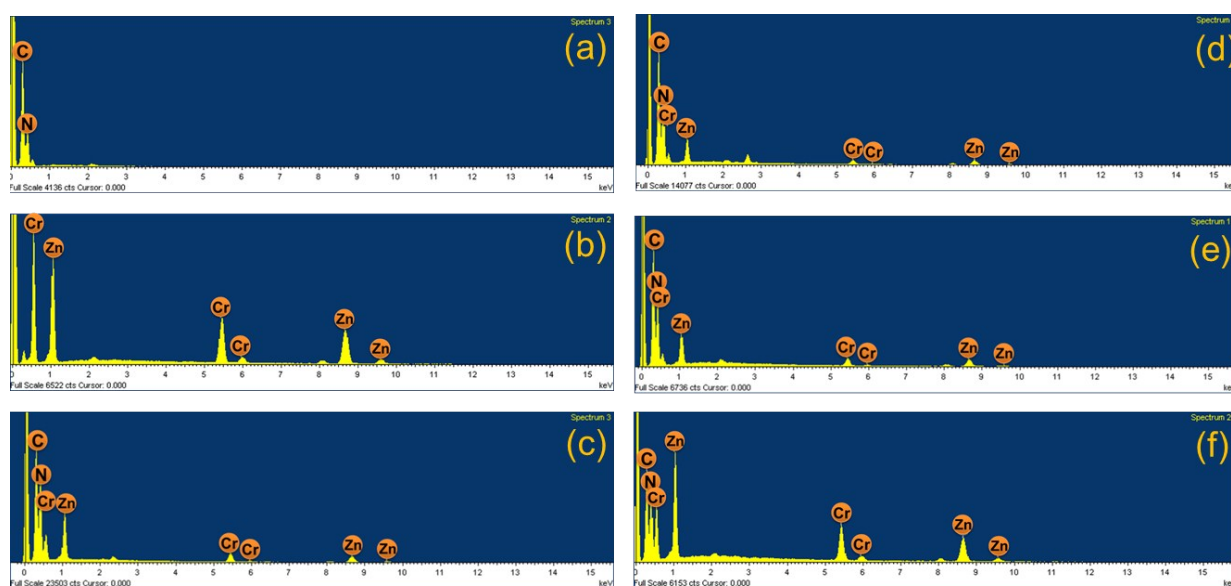 Spectrum 3
(a)
C
N
0 1 2 3 4 5 6 7 8 9 10 11 12 13 14 15
Full Scale 4136 cts Cursor: 0.000 keV
Spectrum 2
(b)
Cr Zn Cr Cr Zn Zn
0 1 2 3 4 5 6 7 8 9 10 11 12 13 14 15
Full Scale 6522 cts Cursor: 0.000 keV
Spectrum 3
(c)
C
N
Cr Zn Cr Cr Zn Zn
0 1 2 3 4 5 6 7 8 9 10 11 12 13 14 15
Full Scale 23503 cts Cursor: 0.000 keV
Spectrum
(d)
C
N
Cr Zn Cr Cr Zn Zn
0 1 2 3 4 5 6 7 8 9 10 11 12 13 14 15
Full Scale 14077 cts Cursor: 0.000 ke
Spectrum 1
(e)
C
N
Cr Zn Cr Cr Zn Zn
0 1 2 3 4 5 6 7 8 9 10 11 12 13 14 15
Full Scale 6736 cts Cursor: 0.000 ke
Spectrum 2
(f)
Zn
C
N
Cr Cr Cr Zn Zn
0 1 2 3 4 5 6 7 8 9 10 11 12 13 14 15
Full Scale 6153 cts Cursor: 0.000 ke